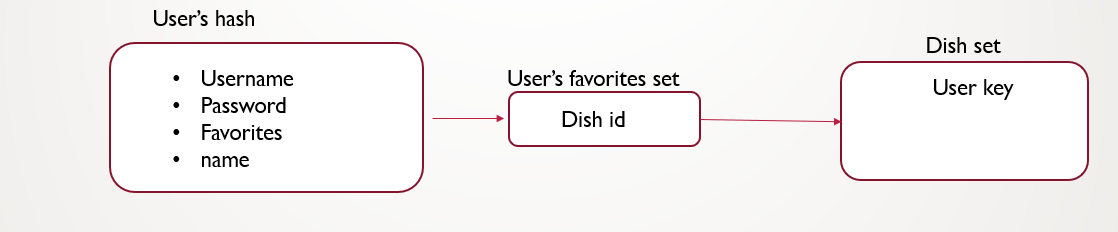 User's hash
• Username
• Password
• Favorites
• name
User's favorites set
Dish id
Dish set
User key